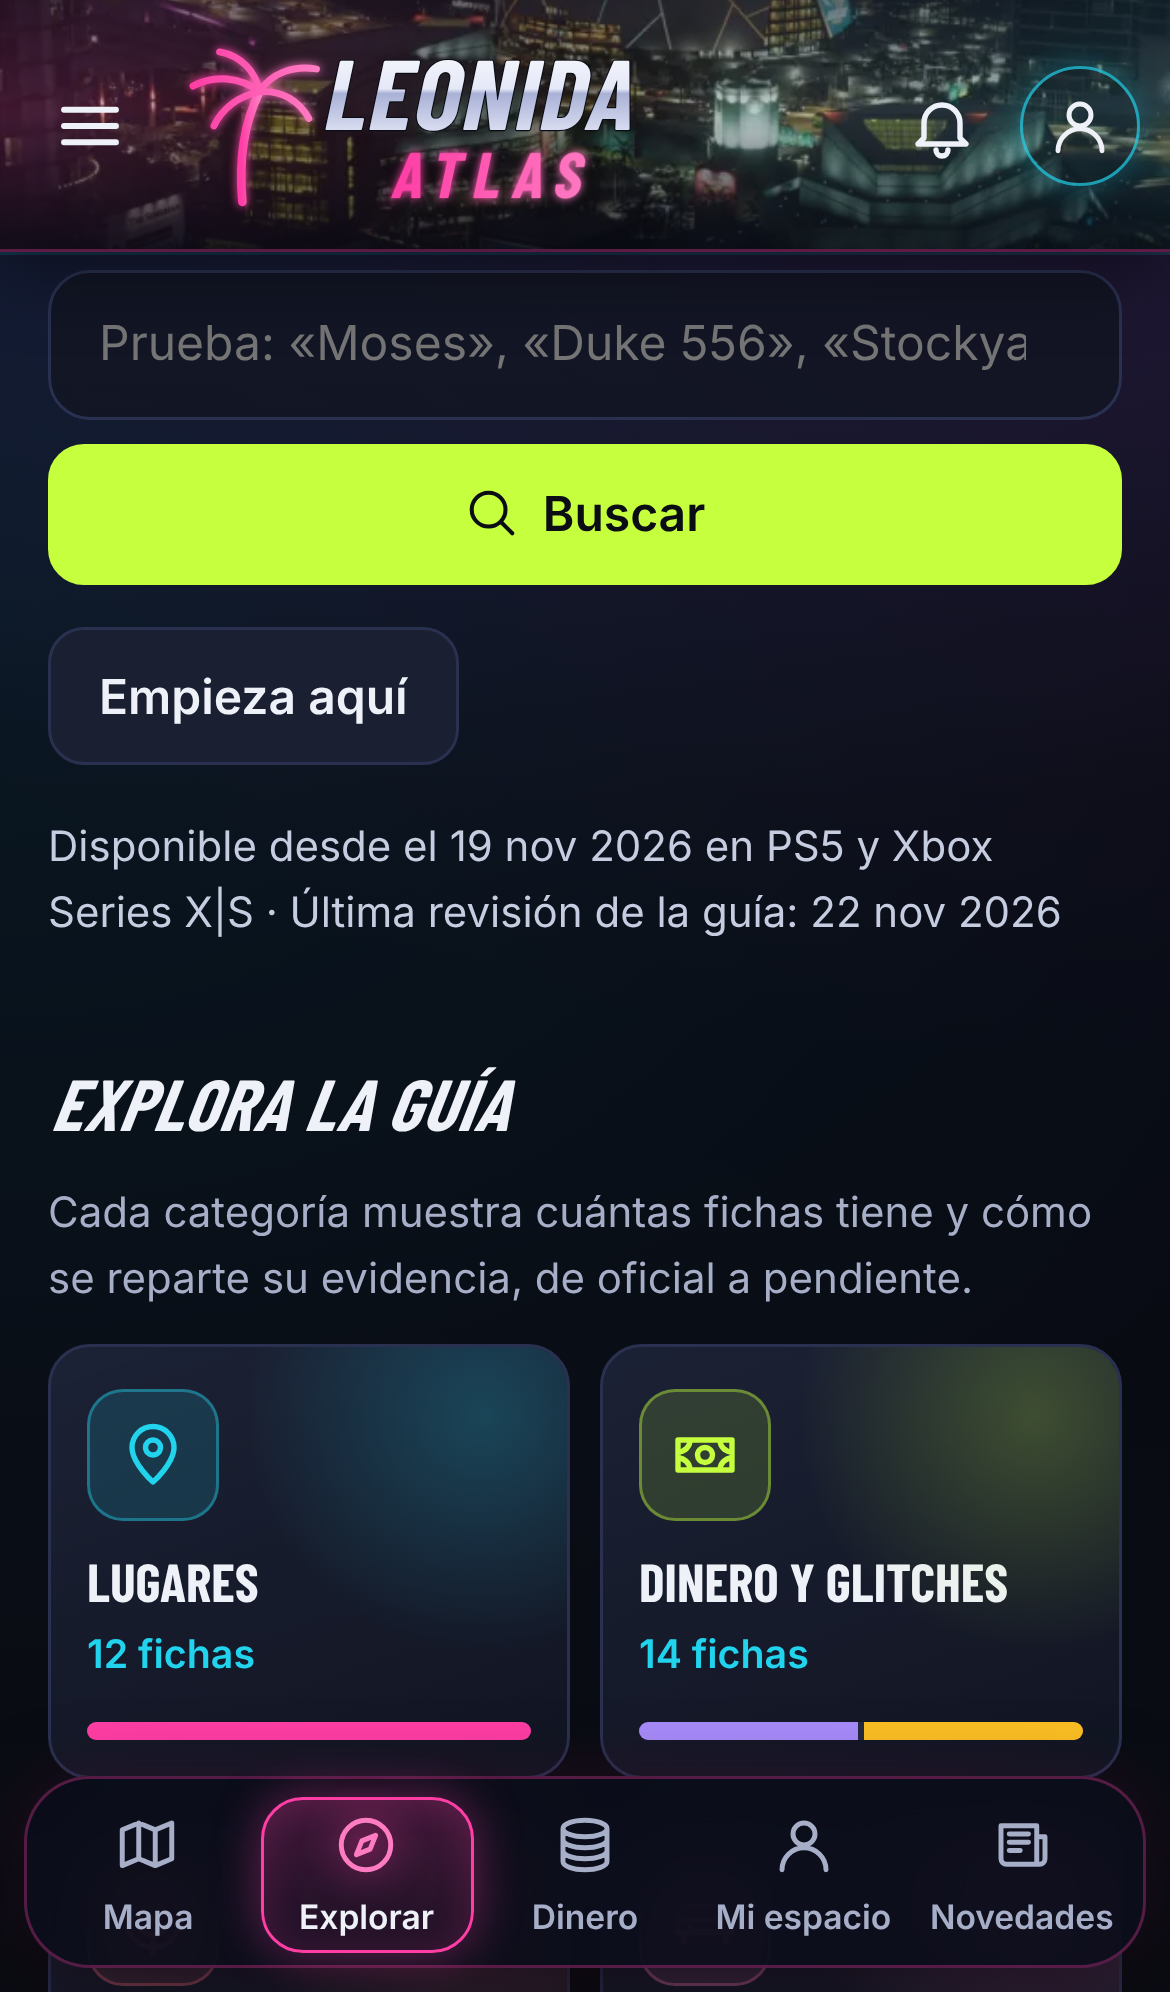 LEONIDA
ATLAS
Prueba: «Moses», «Duke 556», «Stockya
Buscar
Empieza aquí
Disponible desde el 19 nov 2026 en PS5 y Xbox
Series X|S · Última revisión de la guía: 22 nov 2026
EXPLORA LA GUÍA
Cada categoría muestra cuántas fichas tiene y cómo
se reparte su evidencia, de oficial a pendiente.
LUGARES
12 fichas
DINERO Y GLITCHES
14 fichas
Mapa
Explorar
Dinero
Mi espacio
Novedades